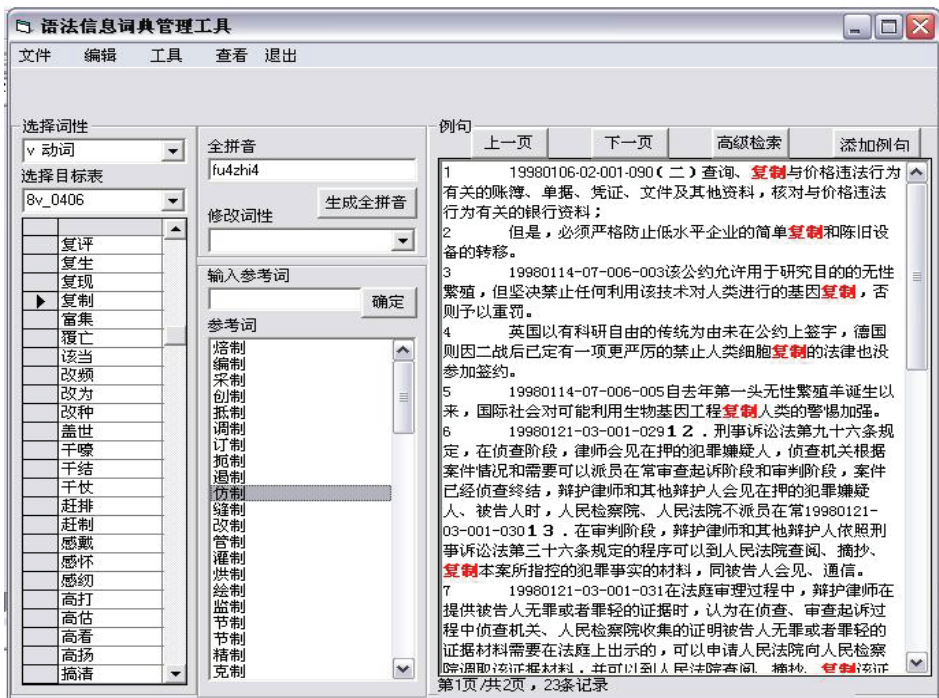 语法信息词典管理工具
文件 编辑 工具 查看 退出
选择词性
v 动词
选择目标表
8v_0406
复评
复生
复现
复制
富集
覆亡
该当
改频
改为
改种
盖世
干嚎
干结
干仗
赶排
赶制
感戴
感怀
感纫
高打
高估
高看
高扬
搞清
全拼音
fu4zhi4
生成全拼音
修改词性
输入参考词
确定
参考词
焙制
编制
采制
创制
抵制
调制
订制
扼制
遏制
仿制
缝制
改制
管制
灌制
烘制
绘制
监制
节制
节制
精制
克制
例句
上一页 下一页 高级检索 添加例句
1 19980106-02-001-090(二)查询、复制与价格违法行为
有关的账簿、单据、凭证、文件及其他资料，核对与价格违法
行为有关的银行资料；
2 但是，必须严格防止低水平企业的简单复制和陈旧设
备的转移。
3 19980114-07-006-003该公约允许用于研究目的的无性
繁殖，但坚决禁止任何利用该技术对人类进行的基因复制，否
则予以重罚。
4 英国以有科研自由的传统为由未在公约上签字，德国
则因二战后已定有一项更严厉的禁止人类细胞复制的法律也没
参加签约。
5 19980114-07-006-005自去年第一头无性繁殖羊诞生以
来，国际社会对可能利用生物基因工程复制人类的警惕加强。
6 19980121-03-001-029１２．刑事诉讼法第九十六条规
定，在侦查阶段，律师会见在押的犯罪嫌疑人，侦查机关根据
案件情况和需要可以派员在常审查起诉阶段和审判阶段，案件
已经侦查终结，辩护律师和其他辩护人会见在押的犯罪嫌疑
人、被告人时，人民检察院、人民法院不派员在常19980121-
03-001-030１３．在审判阶段，辩护律师和其他辩护人依照刑
事诉讼法第三十六条规定的程序可以到人民法院查阅、摘抄、
复制本案所指控的犯罪事实的材料，同被告人会见、通信。
7 19980121-03-001-031在法庭审理过程中，辩护律师在
提供被告人无罪或者罪轻的证据时，认为在侦查、审查起诉过
程中侦查机关、人民检察院收集的证明被告人无罪或者罪轻的
证据材料需要在法庭上出示的，可以申请人民法院向人民检察
院调取该证据材料，并可以到人民法院查阅、摘抄、复制该证
第1页/共2页，23条记录